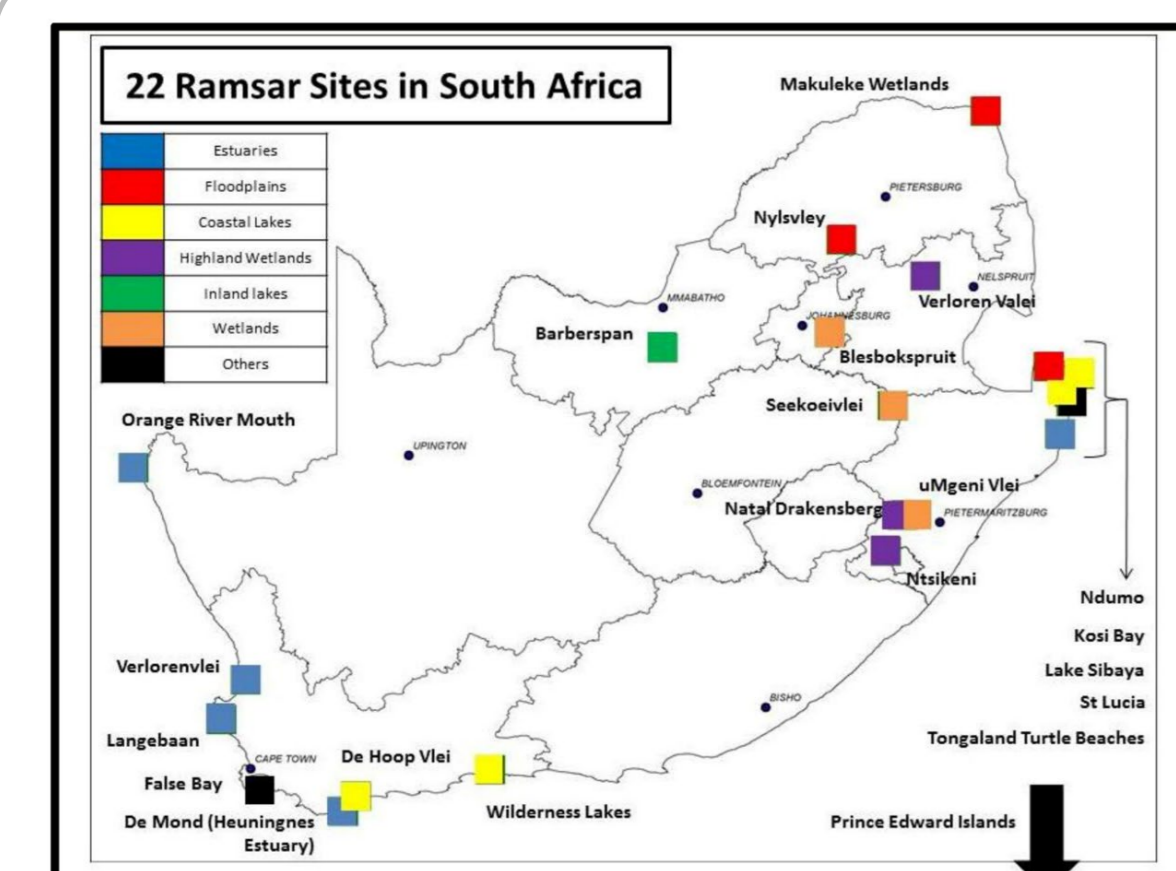 22 Ramsar Sites in South Africa
Estuaries
Floodplains
Coastal Lakes
Highland Wetlands
Inland lakes
Wetlands
Others
Makuleke Wetlands
PIETERSBURG
Nylsvley
NELSPRUIT
Verloren Valei
MMABATHO
JOHANNESBURG
Barberspan
Blesbokspruit
Seekoeivlei
Orange River Mouth
UPINGTON
BLOEMFONTEIN
uMgeni Vlei
Natal Drakensberg
PIETERMARITZBURG
Ntsikeni
Ndumo
Kosi Bay
Lake Sibaya
St Lucia
Tongaland Turtle Beaches
Verlorenvlei
BISHO
Langebaan
CAPE TOWN
De Hoop Vlei
False Bay
Wilderness Lakes
De Mond (Heuningnes
Estuary)
Prince Edward Islands